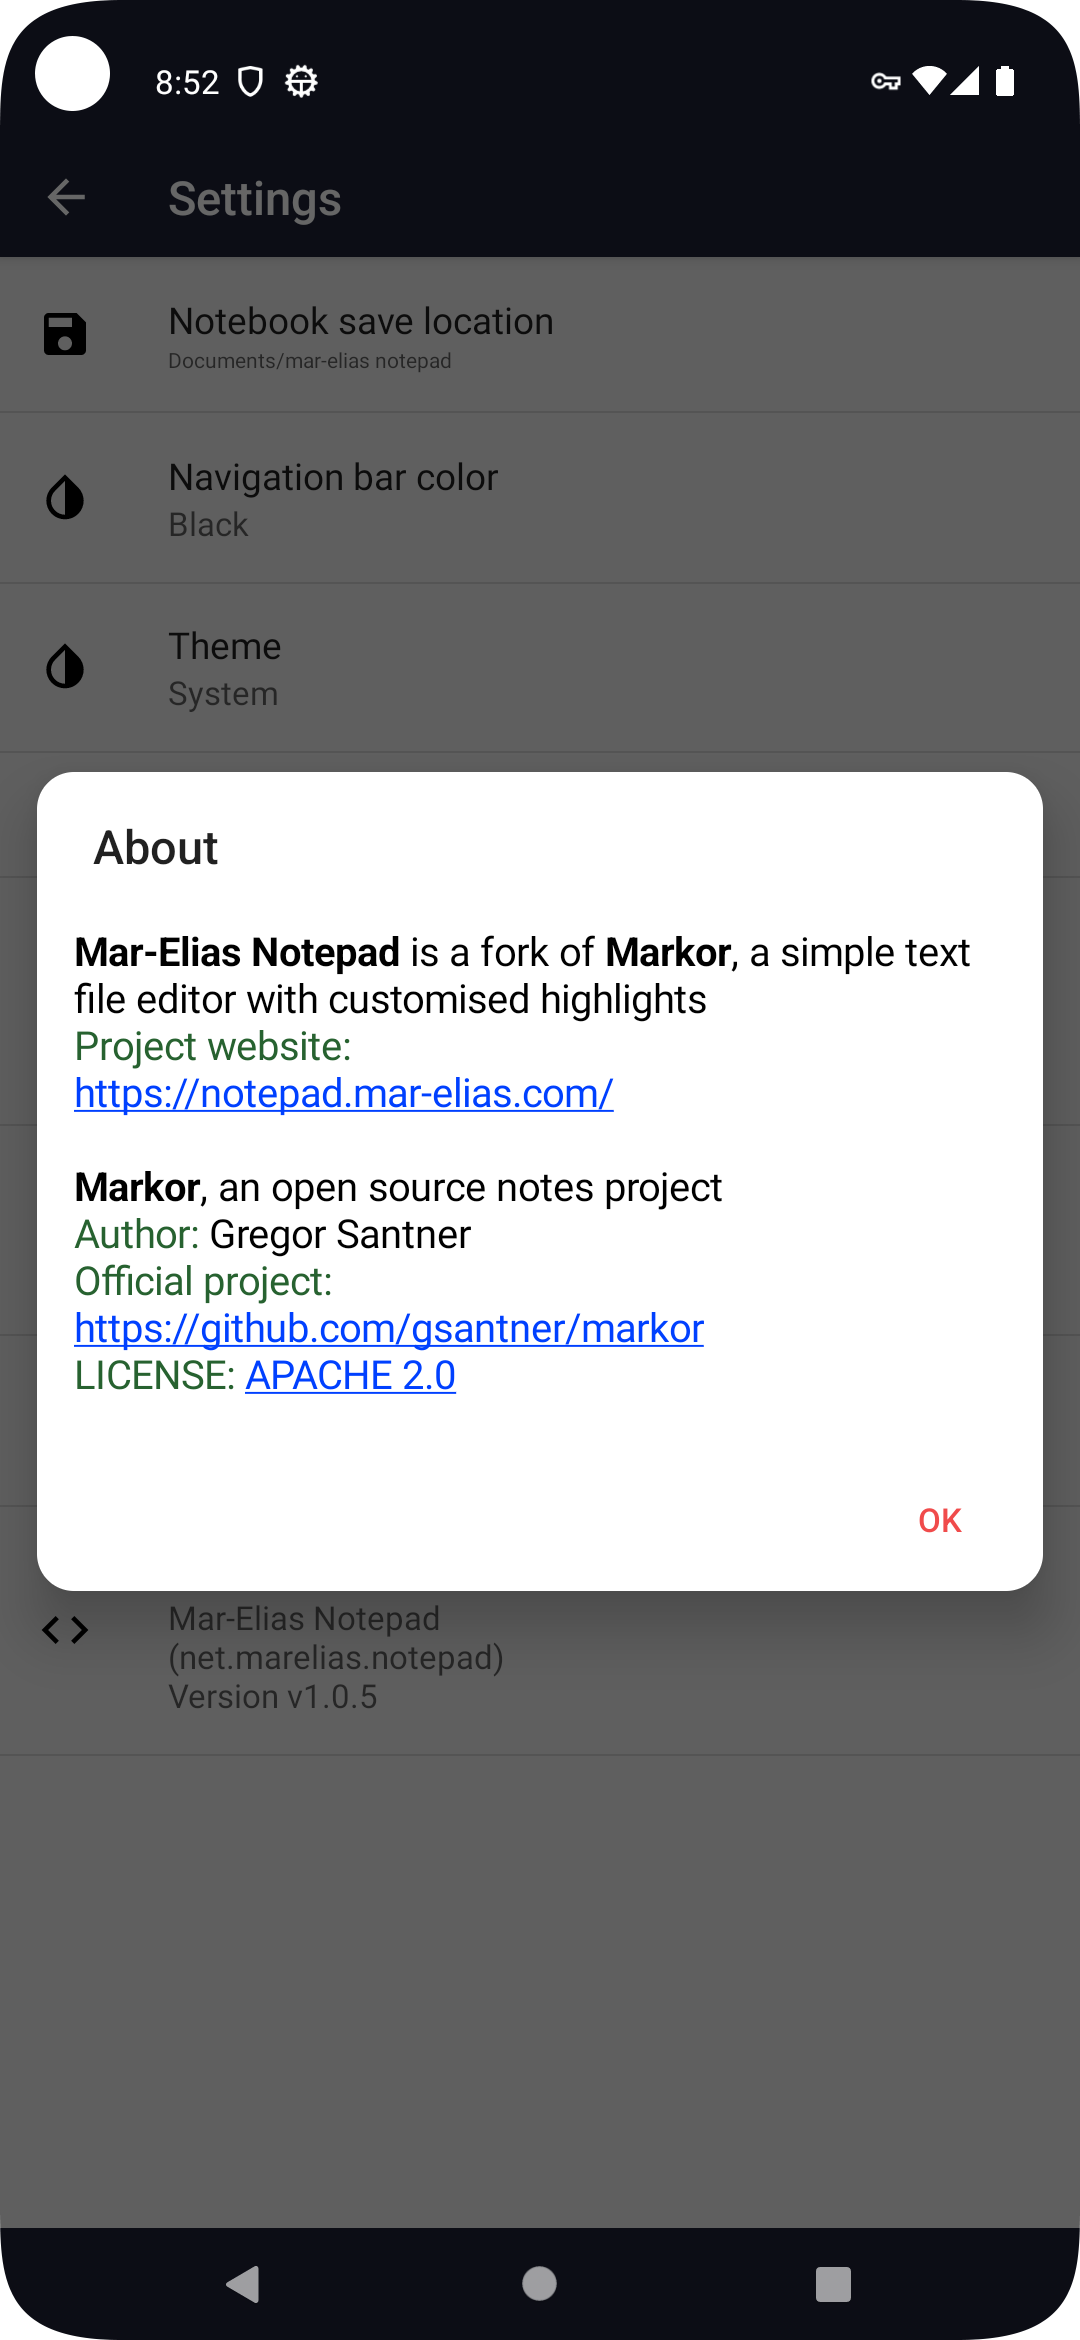 8:52
Settings
Notebook save location
Documents/mar-elias notepad
Navigation bar color
Black
Theme
System
About
Mar-Elias Notepad is a fork of Markor, a simple text
file editor with customised highlights
Project website:
https://notepad.mar-elias.com/
Markor, an open source notes project
Author: Gregor Santner
Official project:
https://github.com/gsantner/markor
LICENSE: APACHE 2.0
OK
Mar-Elias Notepad
(net.marelias.notepad)
Version v1.0.5